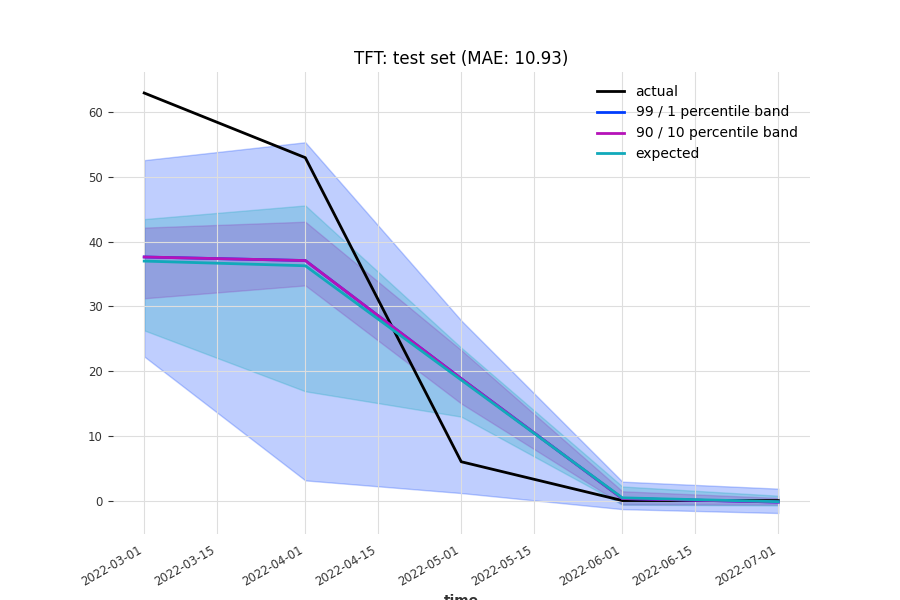 TFT: test set (MAE: 10.93)
actual
99 / 1 percentile band
90 / 10 percentile band
expected
60
50
40
30
20
10
0
2022-03-01
2022-03-15
2022-04-01
2022-04-15
2022-05-01
2022-05-15
2022-06-01
2022-06-15
2022-07-01
time